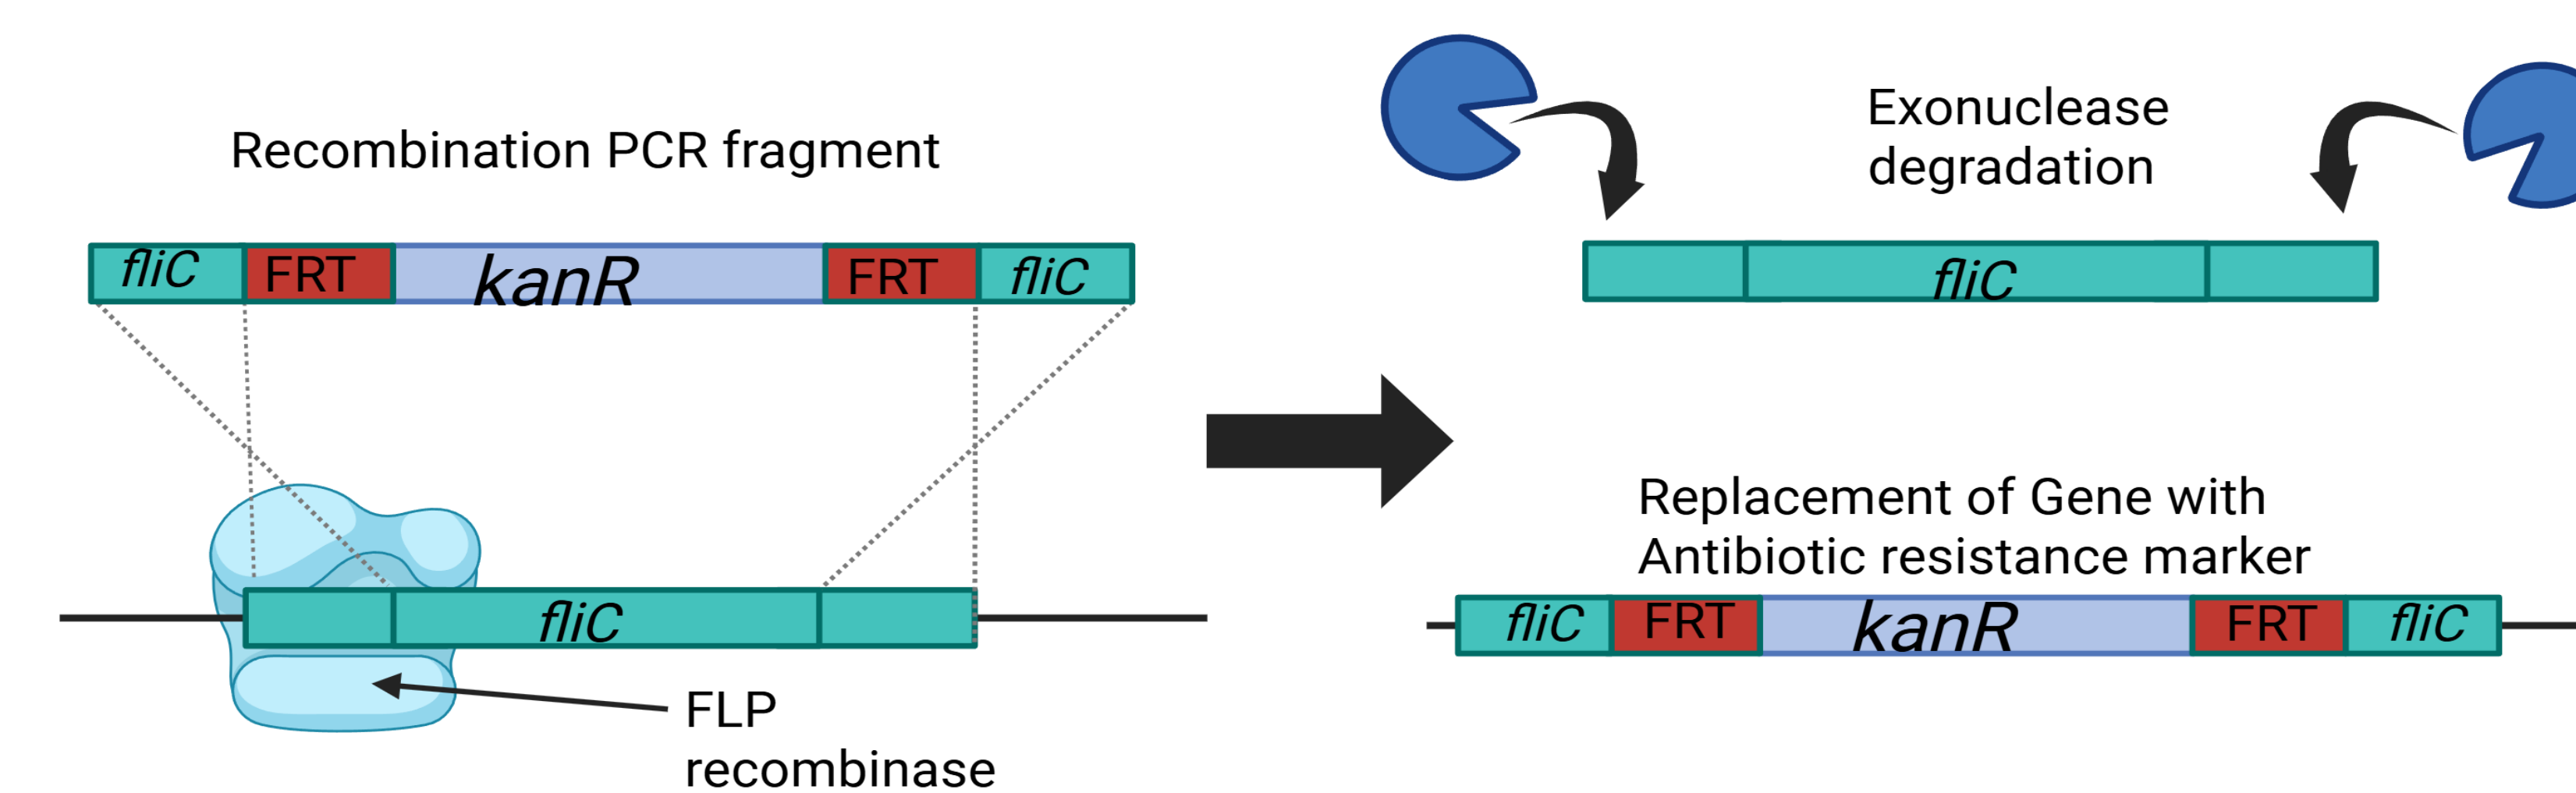 Recombination PCR fragment
fliC FRT kanR FRT fliC
fliC
FLP
recombinase
Exonuclease
degradation
fliC
Replacement of Gene with
Antibiotic resistance marker
fliC FRT kanR FRT fliC